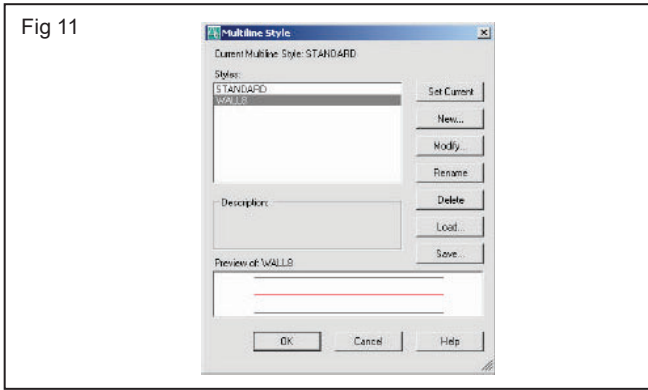 Fig 11
Multiline Style
Current Multiline Style: STANDARD
Styles:
STANDARD
WALL8
Set Current
New...
Modify...
Rename
Delete
Load...
Save...
Description:
Preview of: WALL8
OK
Cancel
Help